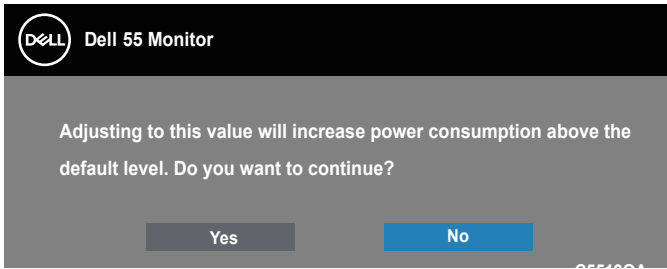 DELL
Dell 55 Monitor
Adjusting to this value will increase power consumption above the
default level. Do you want to continue?
Yes No